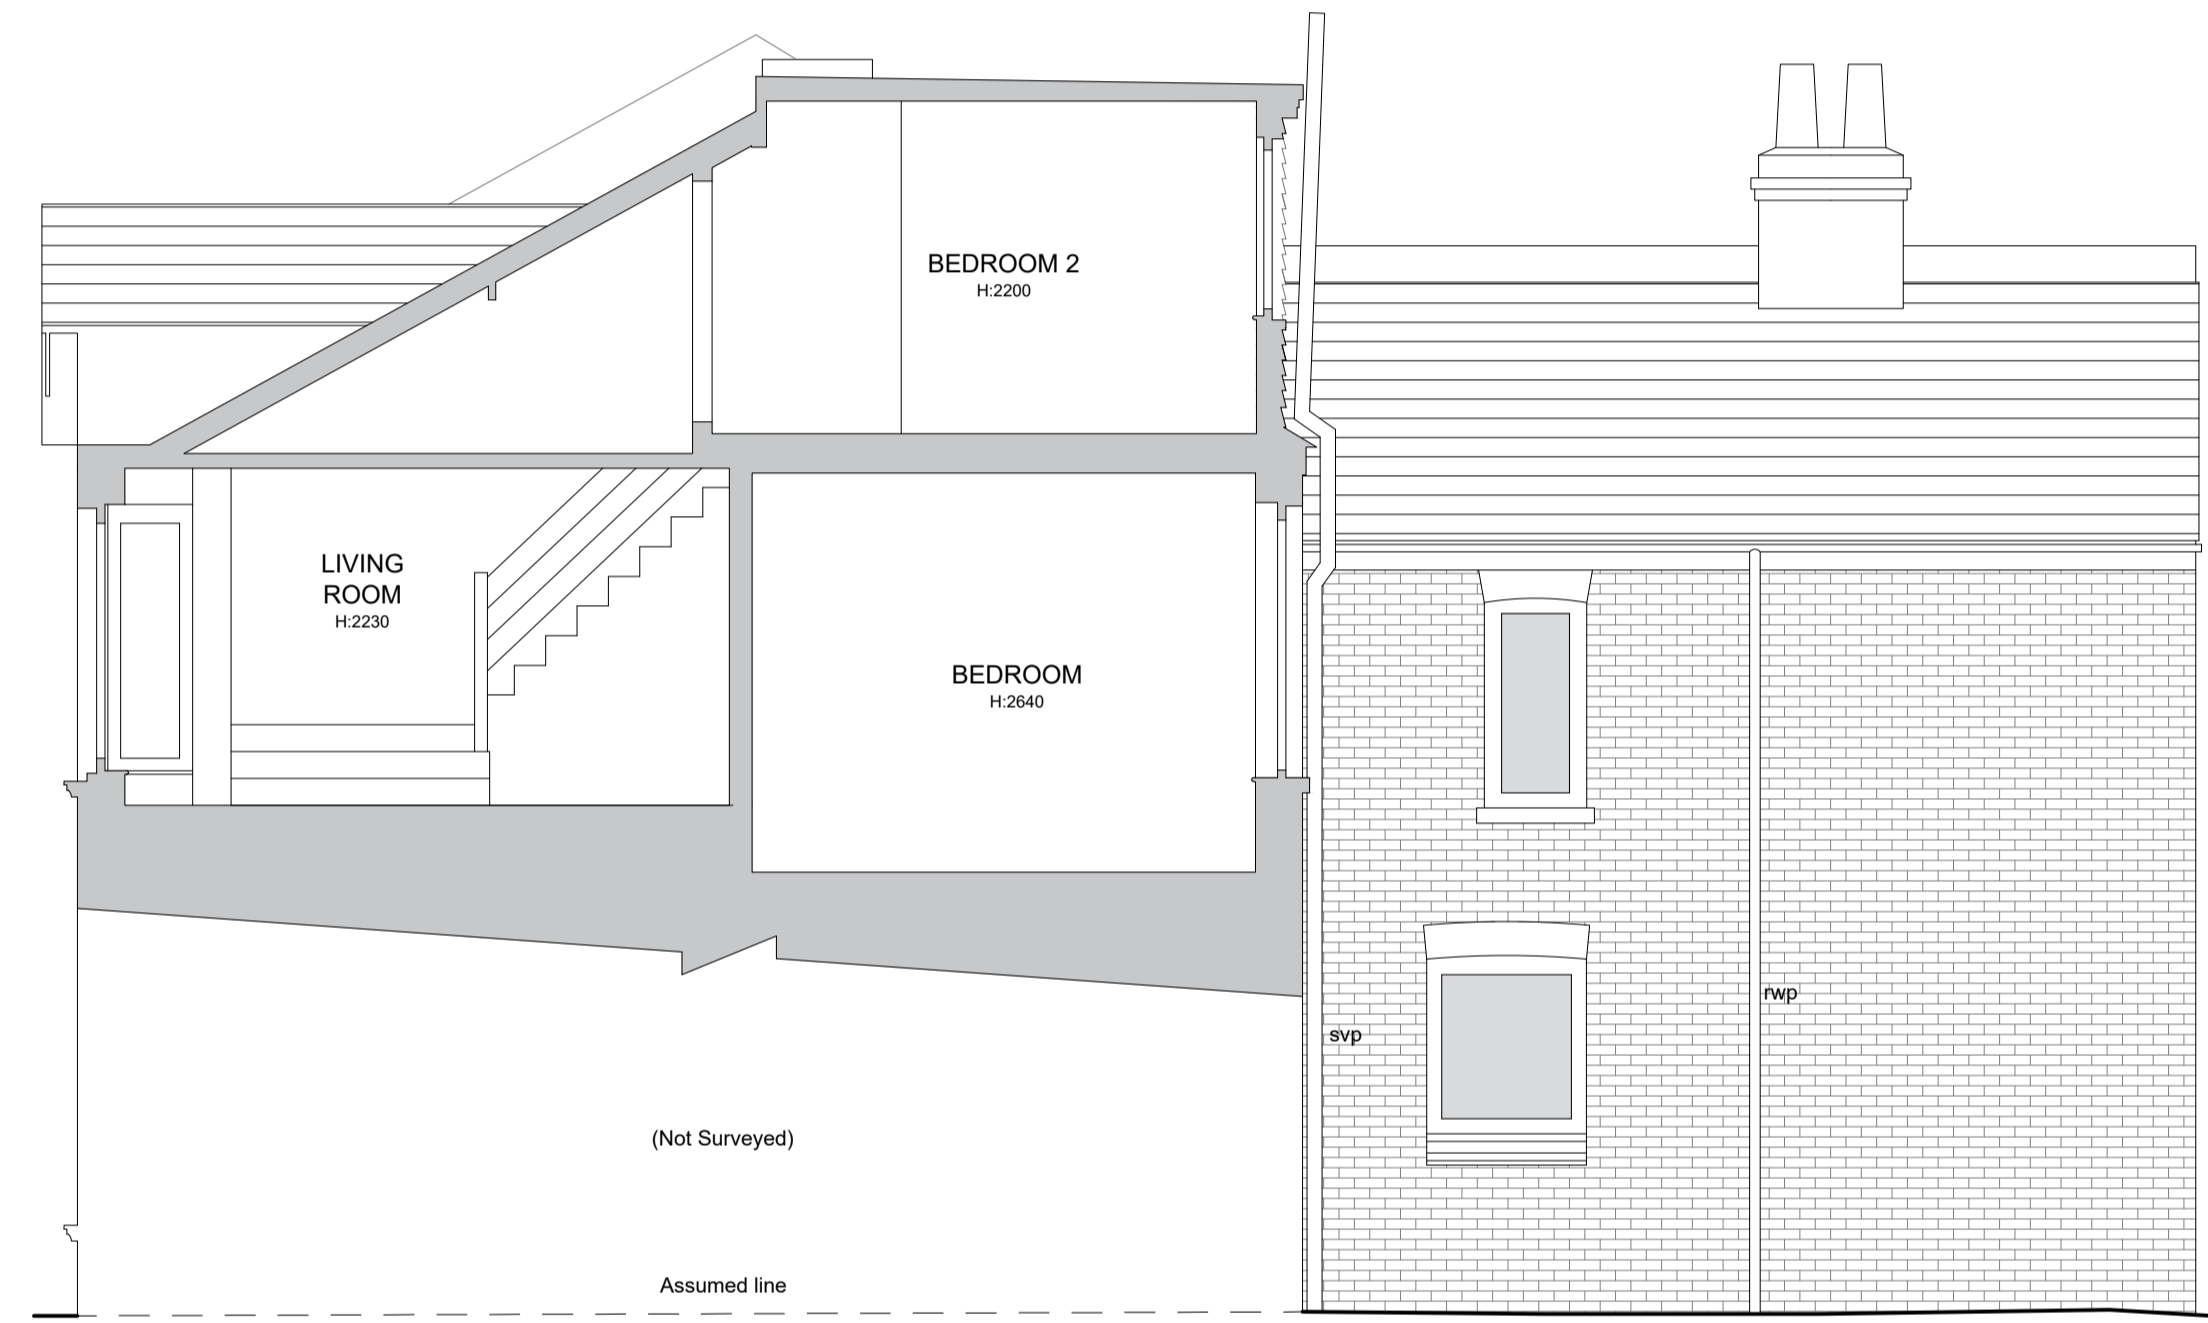 BEDROOM 2
H:2200
LIVING
ROOM
H:2230
BEDROOM
H:2640
rwp
svp
(Not Surveyed)
Assumed line